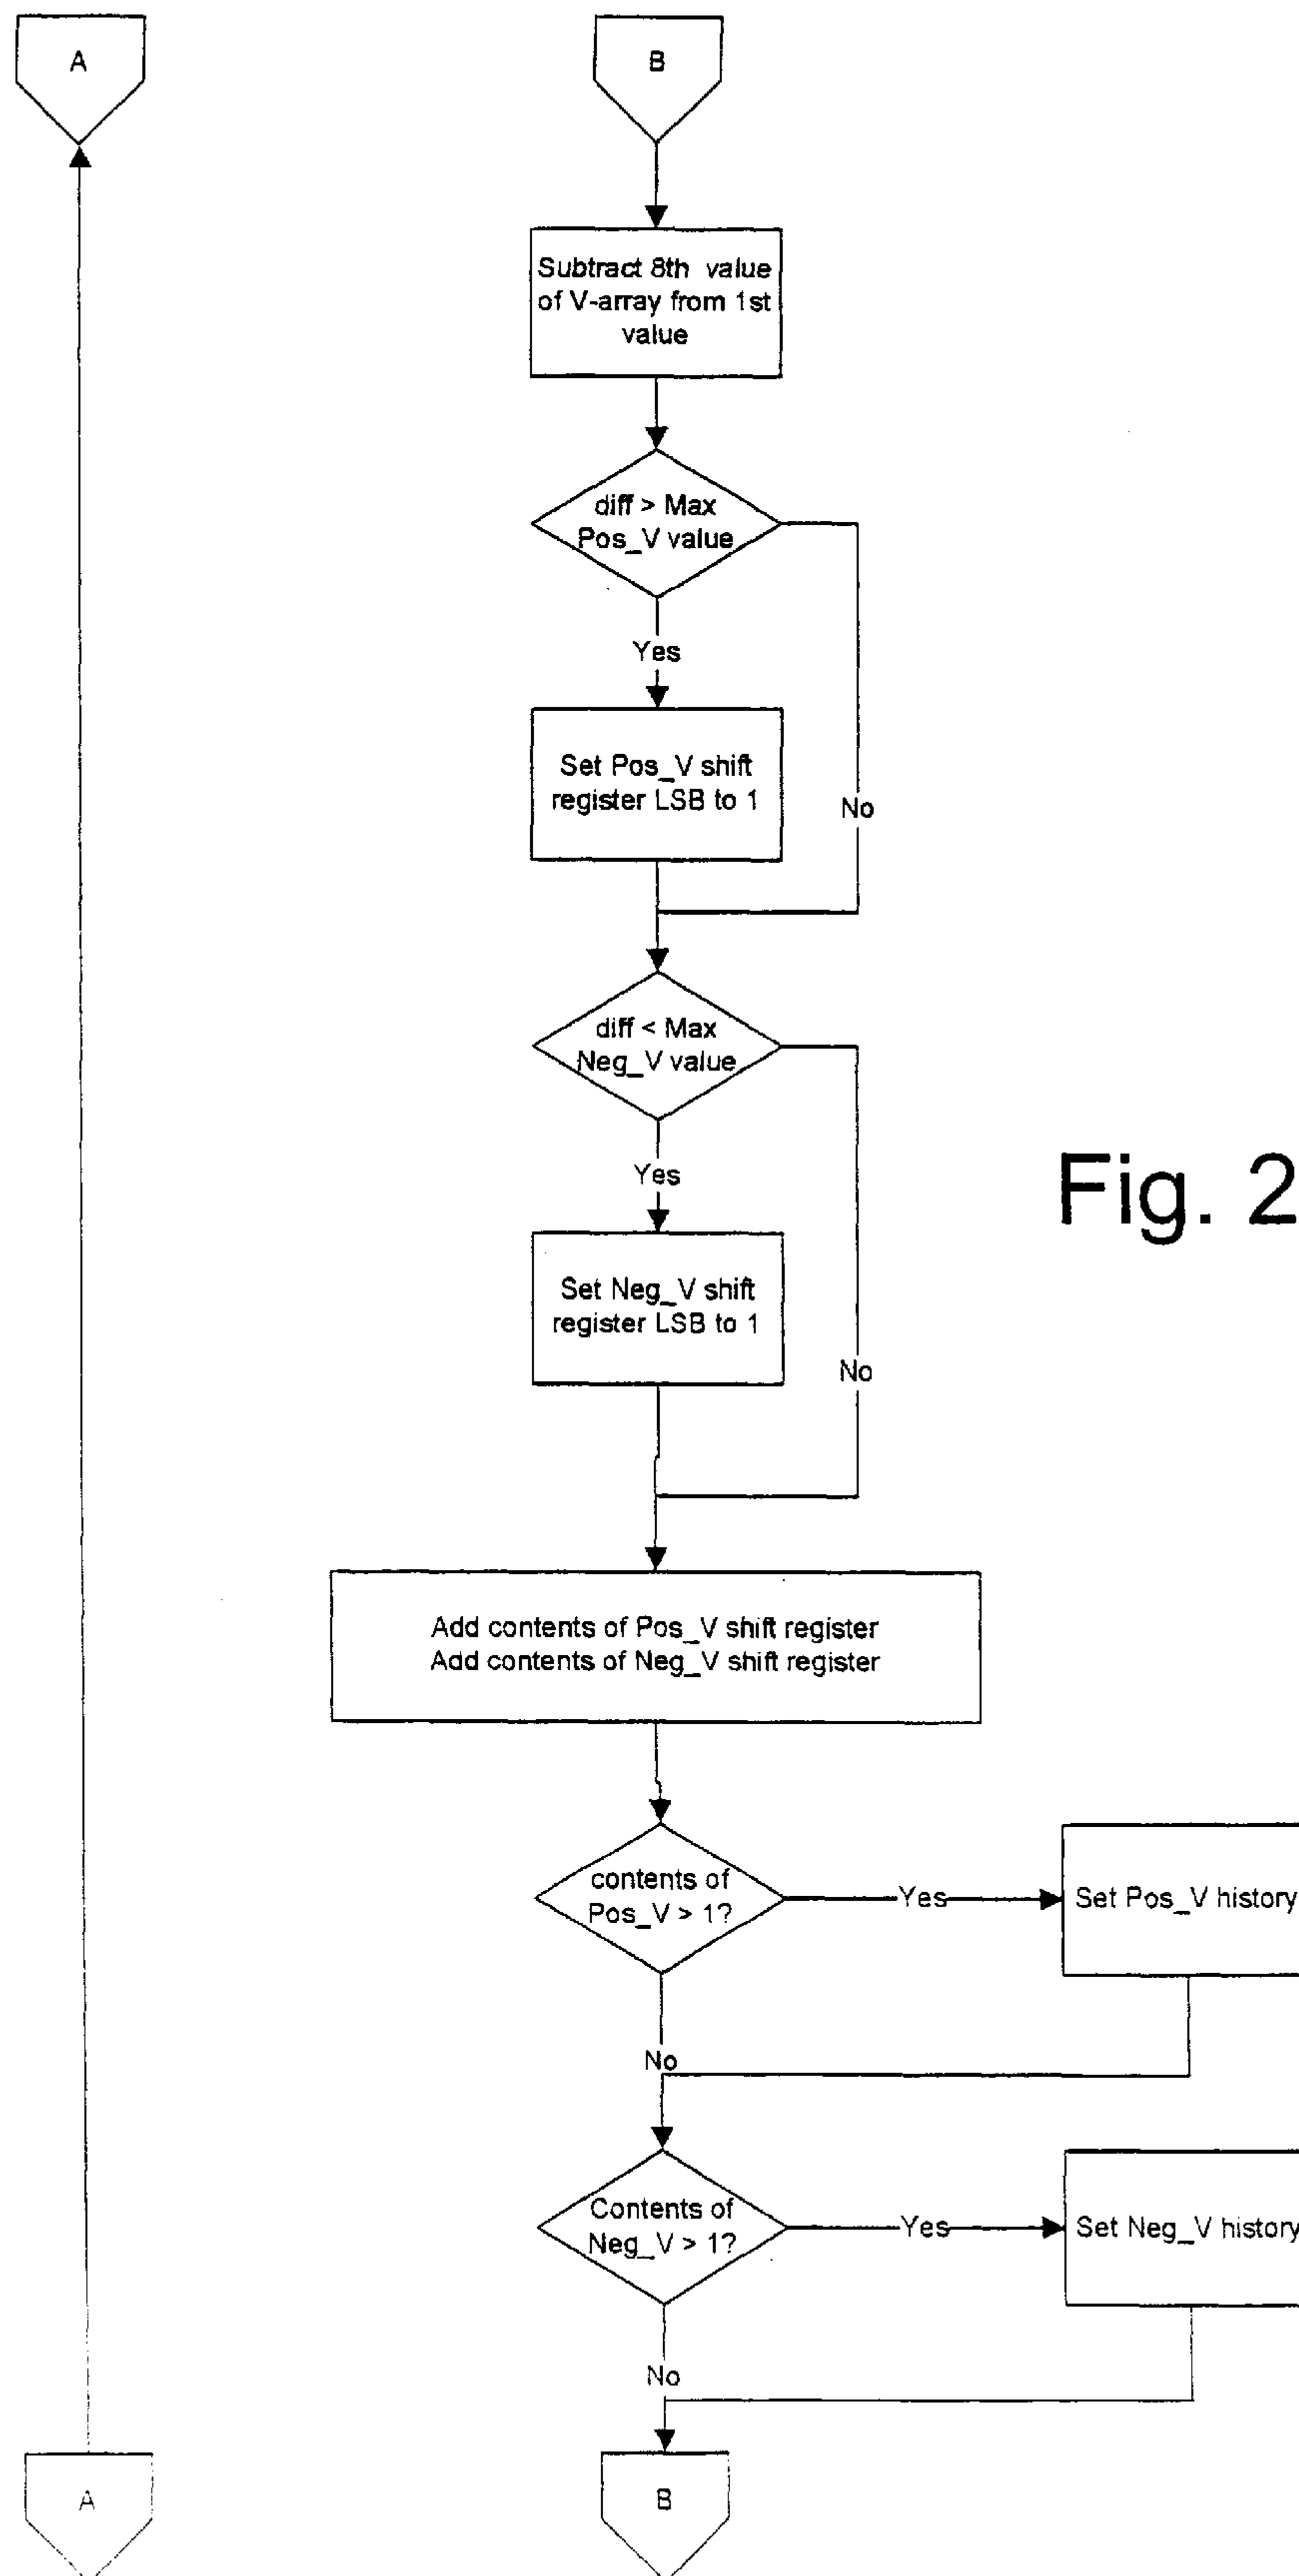 A
B
Subtract 8th value
of V-array from 1st
value
diff > Max
Pos_V value
Yes
Set Pos_V shift
register LSB to 1
No
diff < Max
Neg_V value
Fig. 2
Yes
Set Neg_V shift
register LSB to 1
No
Add contents of Pos_V shift register
Add contents of Neg_V shift register
contents of
Pos_V > 1?
Yes
Set Pos_V history
No
Contents of
Neg_V > 1?
Yes
Set Neg_V history
No
A
B